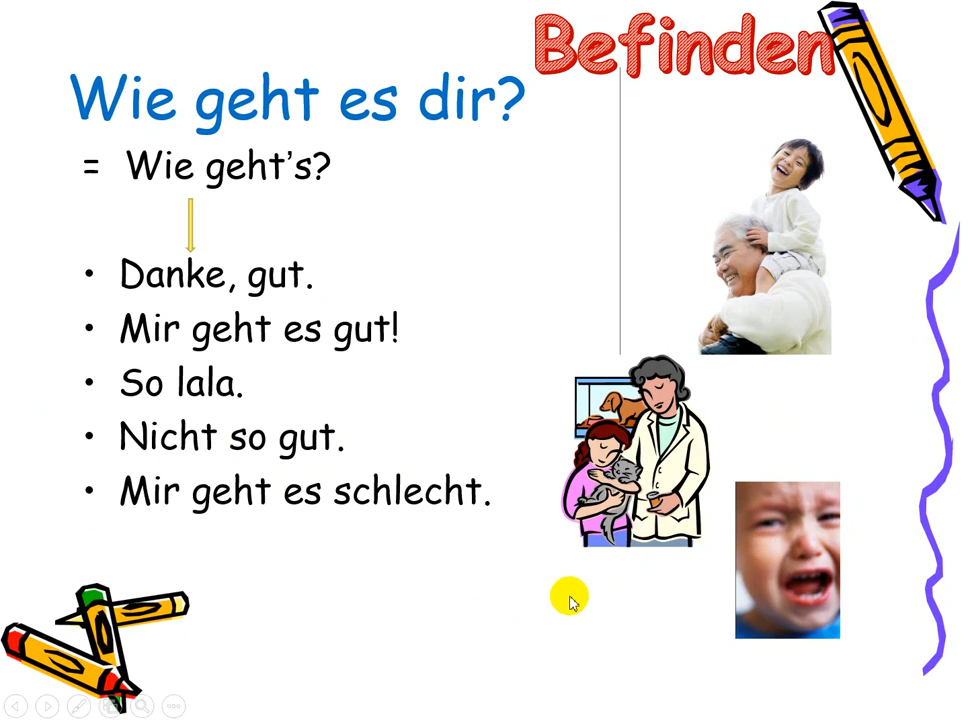 Befinden
Wie geht es dir?
= Wie geht's?
• Danke, gut.
• Mir geht es gut!
• So lala.
• Nicht so gut.
• Mir geht es schlecht.